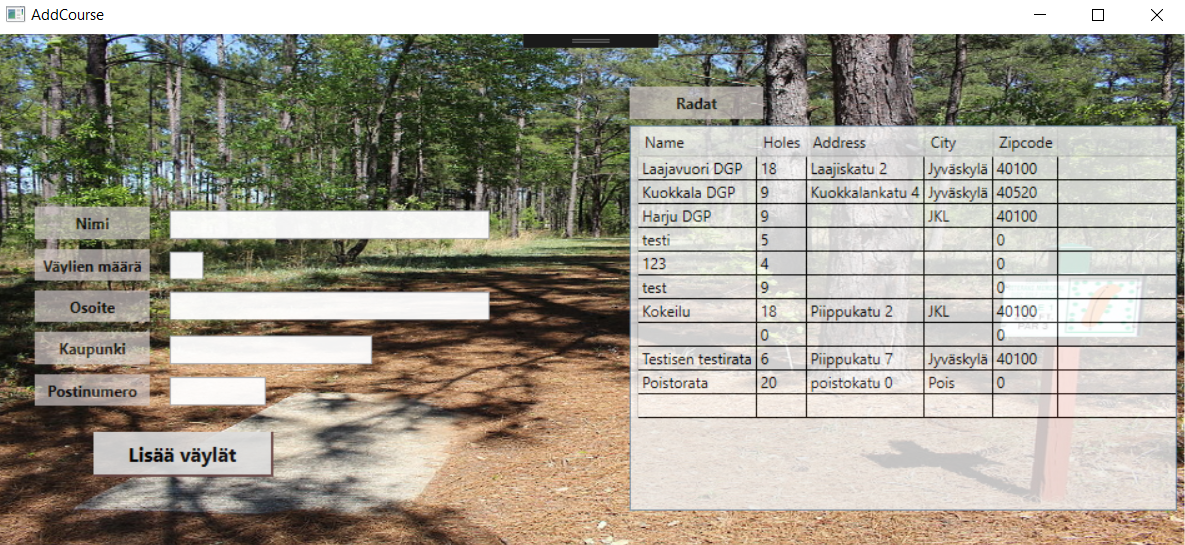 AddCourse
Radat
Name Holes Address City Zipcode
Laajavuori DGP 18 Laajiskatu 2 Jyväskylä 40100
Kuokkala DGP 9 Kuokkalankatu 4 Jyväskylä 40520
Harju DGP 9 JKL 40100
testi 5 0
123 4 0
test 9 0
Kokeilu 18 Piippukatu 2 JKL 40100
0 0
Testisen testirata 6 Piippukatu 7 Jyväskylä 40100
Poistorata 20 poistokatu 0 Pois 0
Nimi
Väylien määrä
Osoite
Kaupunki
Postinumero
Lisää väylät
PAR 3